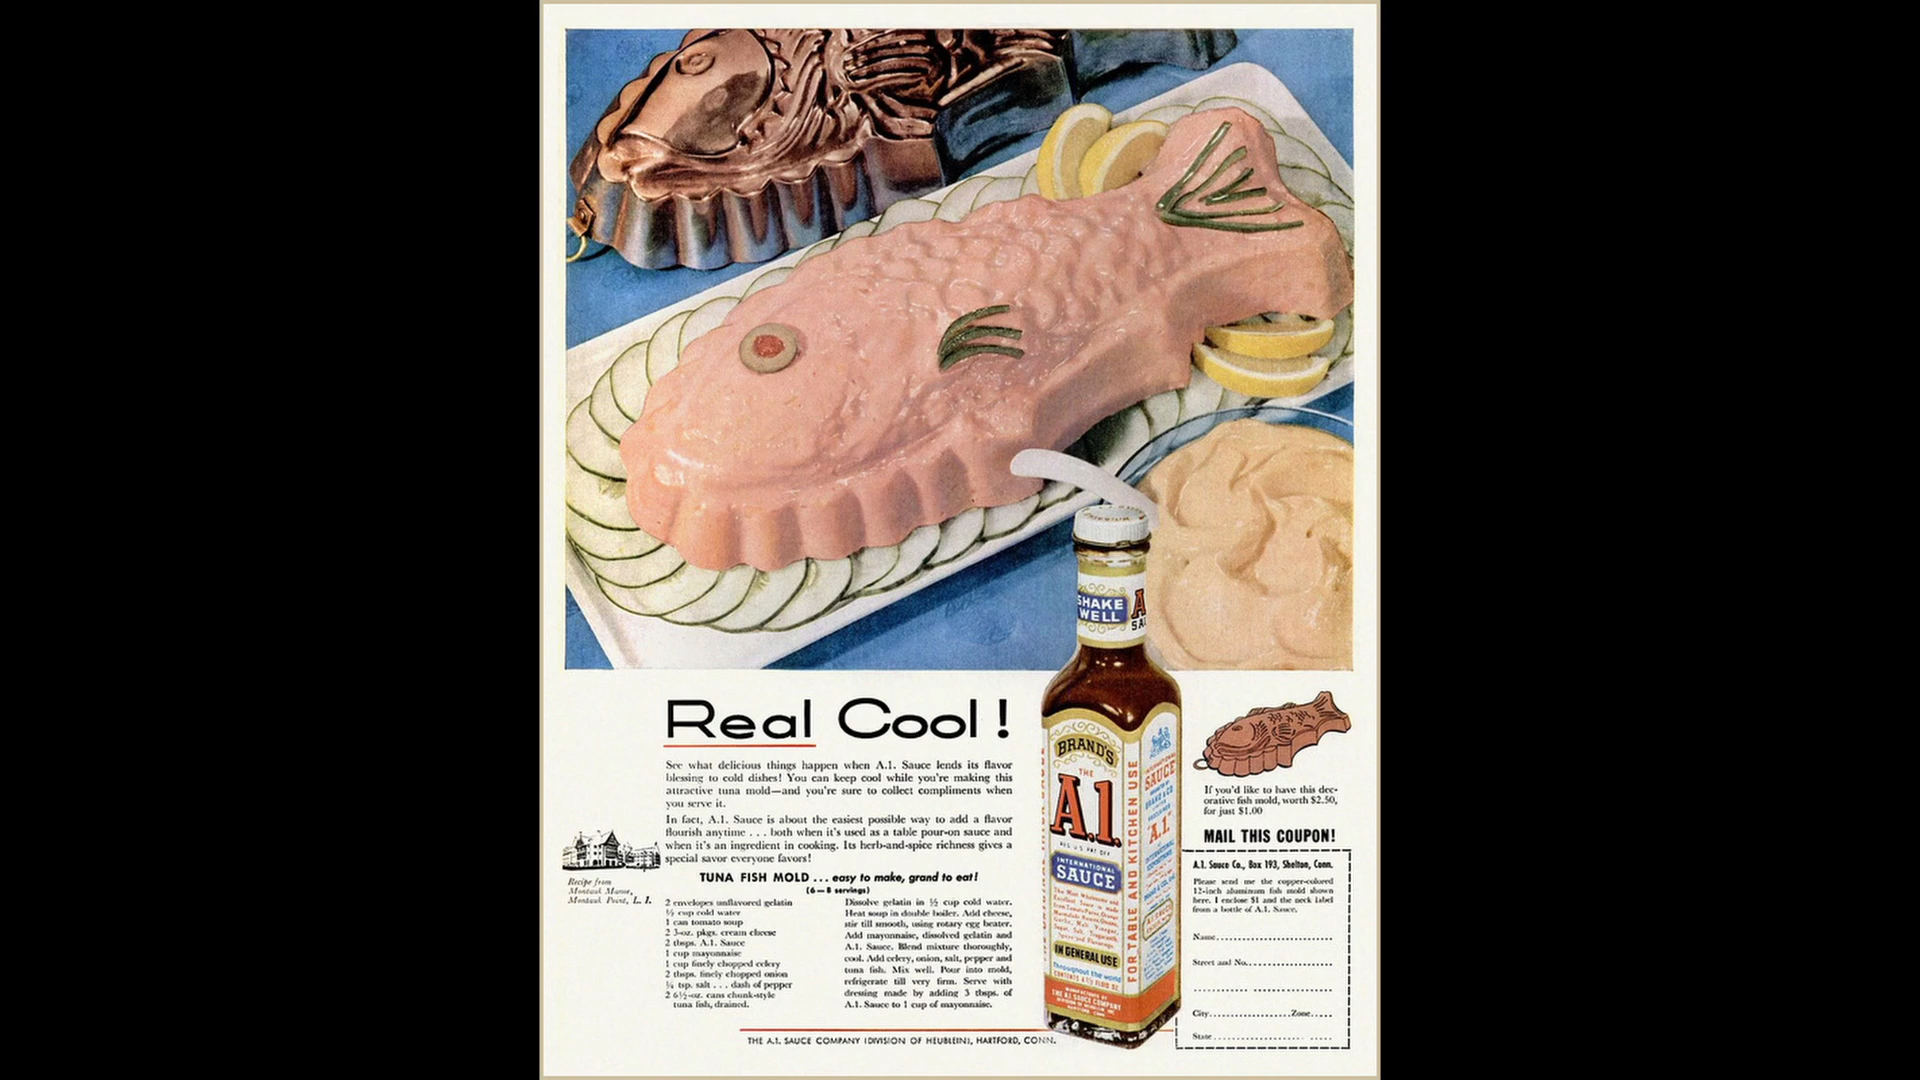 SHAKE
WELL
Real Cool!
See what delicious things happen when A.1. Sauce lends its flavor
blessing to cold dishes! You can keep cool while you're making this
attractive tuna mold—and you're sure to collect compliments when
you serve it.
In fact, A.1. Sauce is about the easiest possible way to add a flavor
flourish anytime . . . both when it's used as a table pour-on sauce and
when it's an ingredient in cooking. Its herb-and-spice richness gives a
special savor everyone favors!
Recipe from
Montauk Manor,
Montauk Point, L. I.
TUNA FISH MOLD . . . easy to make, grand to eat!
(6—8 servings)
2 envelopes unflavored gelatin
½ cup cold water
1 can tomato soup
2 3-oz. pkgs. cream cheese
2 tbsps. A.1. Sauce
1 cup mayonnaise
1 cup finely chopped celery
2 tbsps. finely chopped onion
tsp. salt . . . dash of pepper
2 6½-oz. cans chunk-style
tuna fish, drained.
Dissolve gelatin in ½ cup cold water.
Heat soup in double boiler. Add cheese,
stir till smooth, using rotary egg beater.
Add mayonnaise, dissolved gelatin and
A.1. Sauce. Blend mixture thoroughly,
cool. Add celery, onion, salt, pepper and
tuna fish. Mix well. Pour into mold,
refrigerate till very firm. Serve with
dressing made by adding 3 tbsps. of
A.1. Sauce to 1 cup of mayonnaise.
THE A.1. SAUCE COMPANY (DIVISION OF HEUBLEIN), HARTFORD, CONN.
BRAND'S
THE
A.1.
INTERNATIONAL
SAUCE
IN GENERAL USE
Throughout the world
MANUFACTURED BY
THE A.1. SAUCE COMPANY
FOR TABLE AND KITCHEN USE
INTERNATIONAL
SAUCE
"A.1."
If you'd like to have this dec-
orative fish mold, worth $2.50,
for just $1.00
MAIL THIS COUPON!
A.1. Sauce Co., Box 193, Shelton, Conn.
Please send me the copper-colored
12-inch aluminum fish mold shown
here. I enclose $1 and the neck label
from a bottle of A.1. Sauce.
Name
Street and No.
City Zone
State